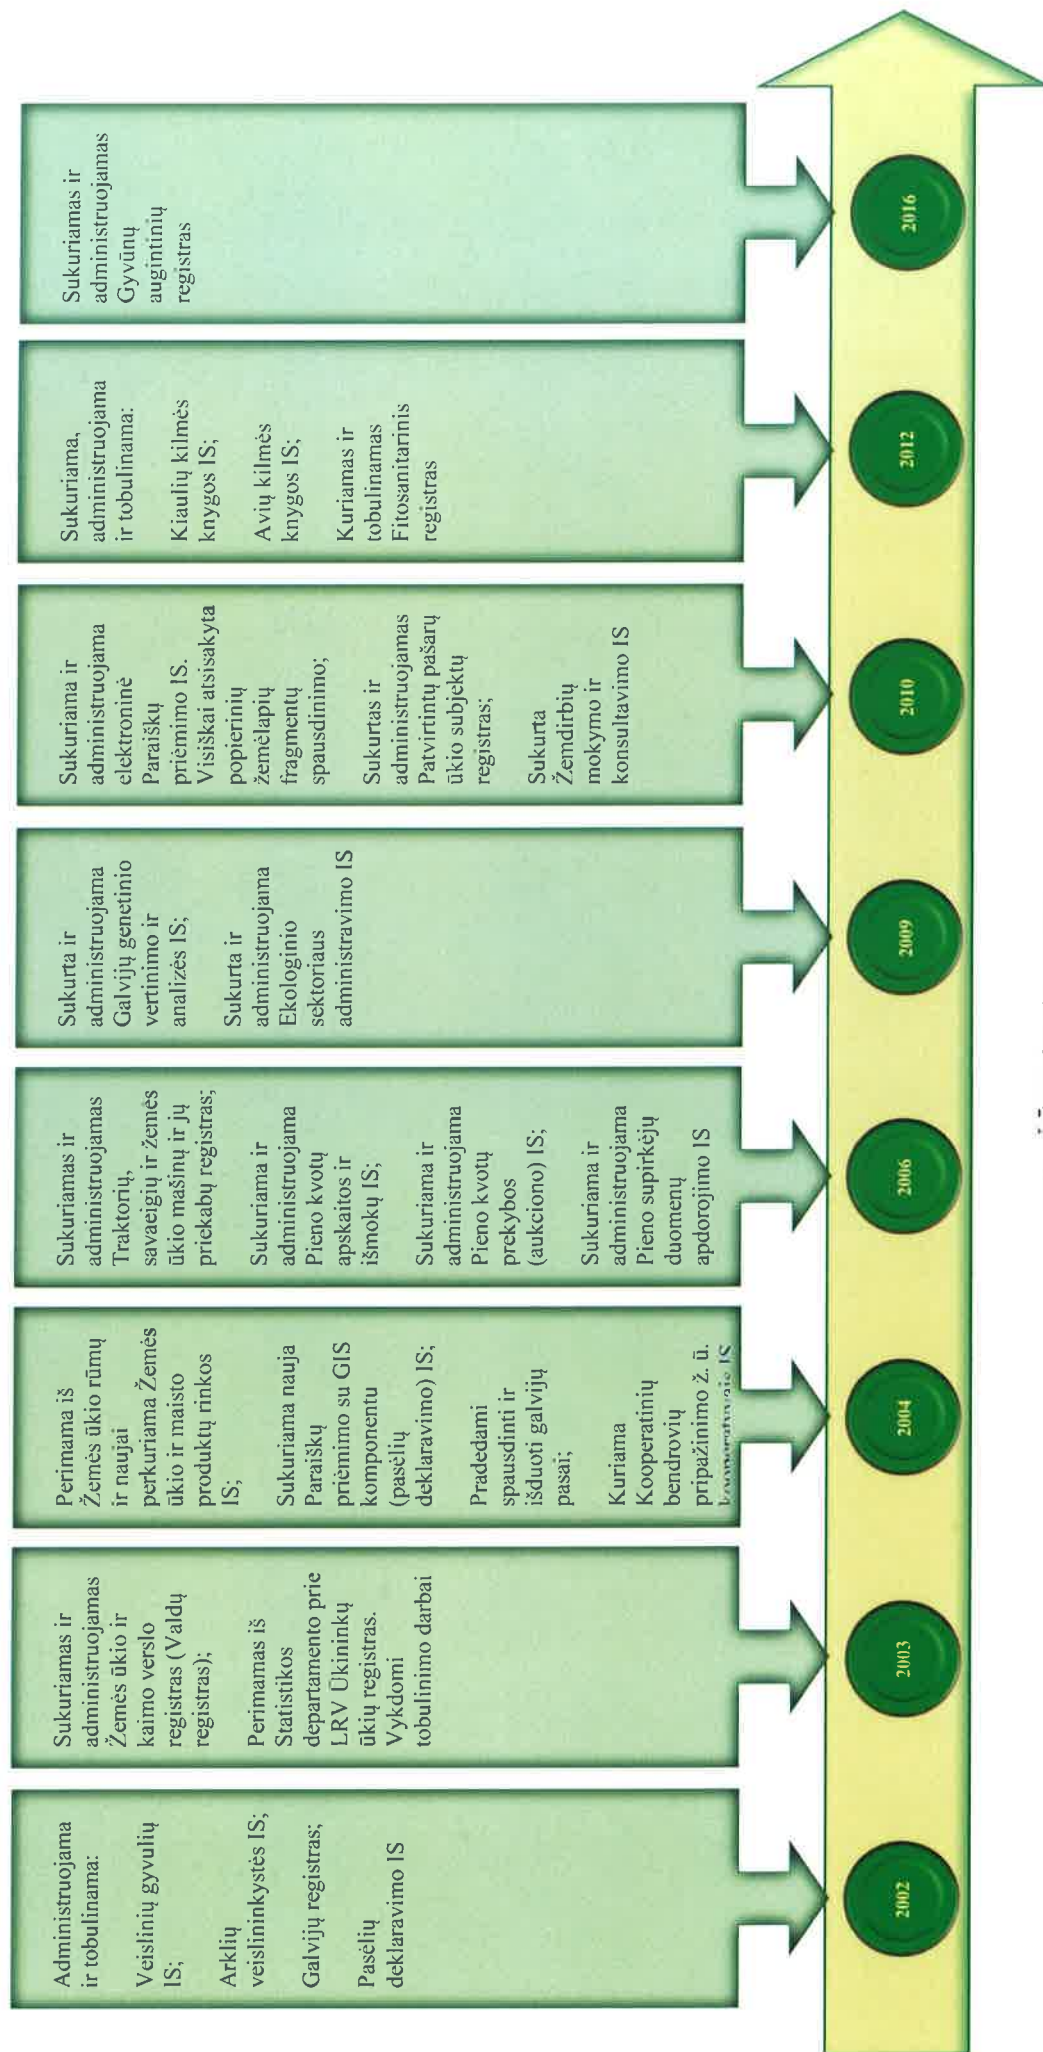 Administruojama
ir tobulinama:
Veislinių gyvulių
IS;
Arklių
veislininkystės IS;
Galvijų registras;
Pasėlių
deklaravimo IS
2002
Sukuriamas ir
administruojamas
Žemės ūkio ir
kaimo verslo
registras (Valdų
registras);
Perimamas iš
Statistikos
departamento prie
LRV Ūkininkų
ūkių registras.
Vykdomi
tobulinimo darbai
2003
Perimama iš
Žemės ūkio rūmų
ir naujai
perkuriama Žemės
ūkio ir maisto
produktų rinkos
IS;
Sukuriama nauja
Paraiškų
priėmimo su GIS
komponentu
(pasėlių
deklaravimo) IS;
Pradedami
spausdinti ir
išduoti galvijų
pasai;
Kuriama
Kooperatinių
bendrovių
pripažinimo ž. ū.
IS
2004
Sukuriamas ir
administruojamas
Traktorių,
savaeigių ir žemės
ūkio mašinų ir jų
priekabų registras;
Sukuriama ir
administruojama
Pieno kvotų
apskaitos ir
išmokų IS;
Sukuriama ir
administruojama
Pieno kvotų
prekybos
(aukciono) IS;
Sukuriama ir
administruojama
Pieno supirkėjų
duomenų
apdorojimo IS
2006
Sukurta ir
administruojama
Galvijų genetinio
vertinimo ir
analizės IS;
Sukurta ir
administruojama
Ekologinio
sektoriaus
administravimo IS
2009
Sukuriama ir
administruojama
elektroninė
Paraiškų
priėmimo IS.
Visiškai atsisakyta
popierinių
žemėlapių
fragmentų
spausdinimo;
Sukurtas ir
administruojamas
Patvirtintų pašarų
ūkio subjektų
registras;
Sukurta
Žemdirbių
mokymo ir
konsultavimo IS
2010
Sukuriama,
administruojama
ir tobulinama:
Kiaulių kilmės
knygos IS;
Avių kilmės
knygos IS;
Kuriamas ir
tobulinamas
Fitosanitarinis
registras
2012
Sukuriamas ir
administruojamas
Gyvūnų
augintinių
registras
2016